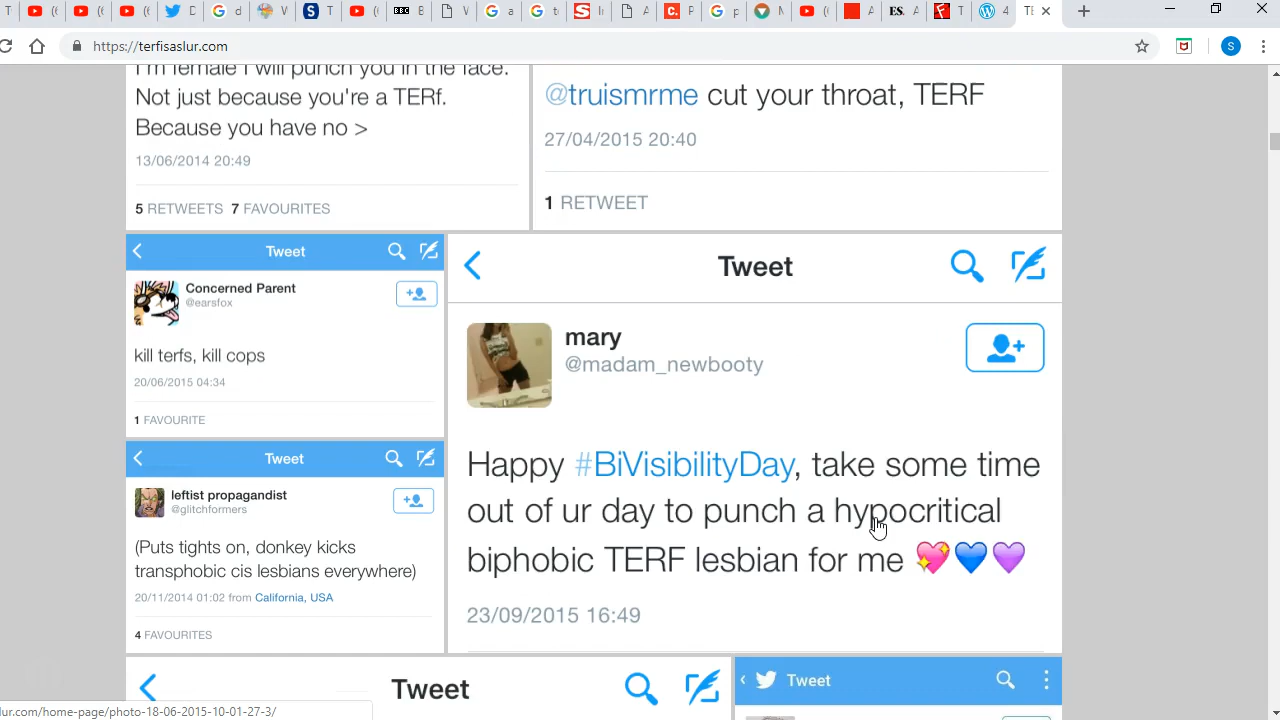 https://terfisaslur.com
I'm female I will punch you in the face.
Not just because you're a TERf.
Because you have no >
13/06/2014 20:49
5 RETWEETS 7 FAVOURITES
@truismrme cut your throat, TERF
27/04/2015 20:40
1 RETWEET
Tweet
Concerned Parent
@earsfox
kill terfs, kill cops
20/06/2015 04:34
1 FAVOURITE
Tweet
leftist propagandist
@glitchformers
(Puts tights on, donkey kicks
transphobic cis lesbians everywhere)
20/11/2014 01:02 from California, USA
4 FAVOURITES
Tweet
mary
@madam_newbooty
Happy #BiVisibilityDay, take some time
out of ur day to punch a hypocritical
biphobic TERF lesbian for me 💖💙💜
23/09/2015 16:49
Tweet
Tweet
lur.com/home-page/photo-18-06-2015-10-01-27-3/